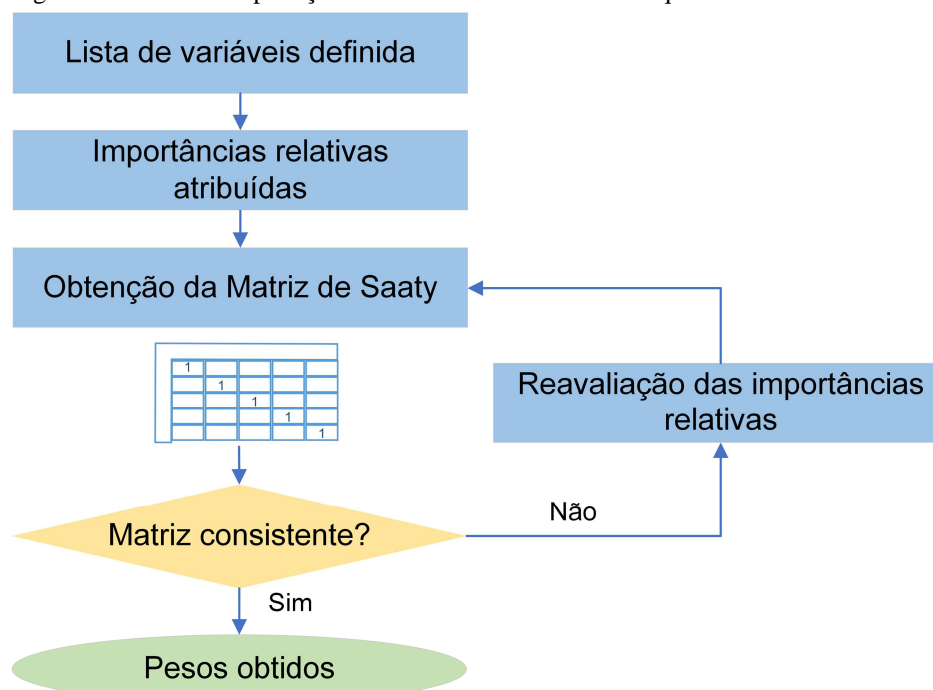 Lista de variáveis definida
Importâncias relativas
atribuídas
Obtenção da Matriz de Saaty
1
1
1
1
1
Reavaliação das importâncias
relativas
Matriz consistente?
Não
Sim
Pesos obtidos